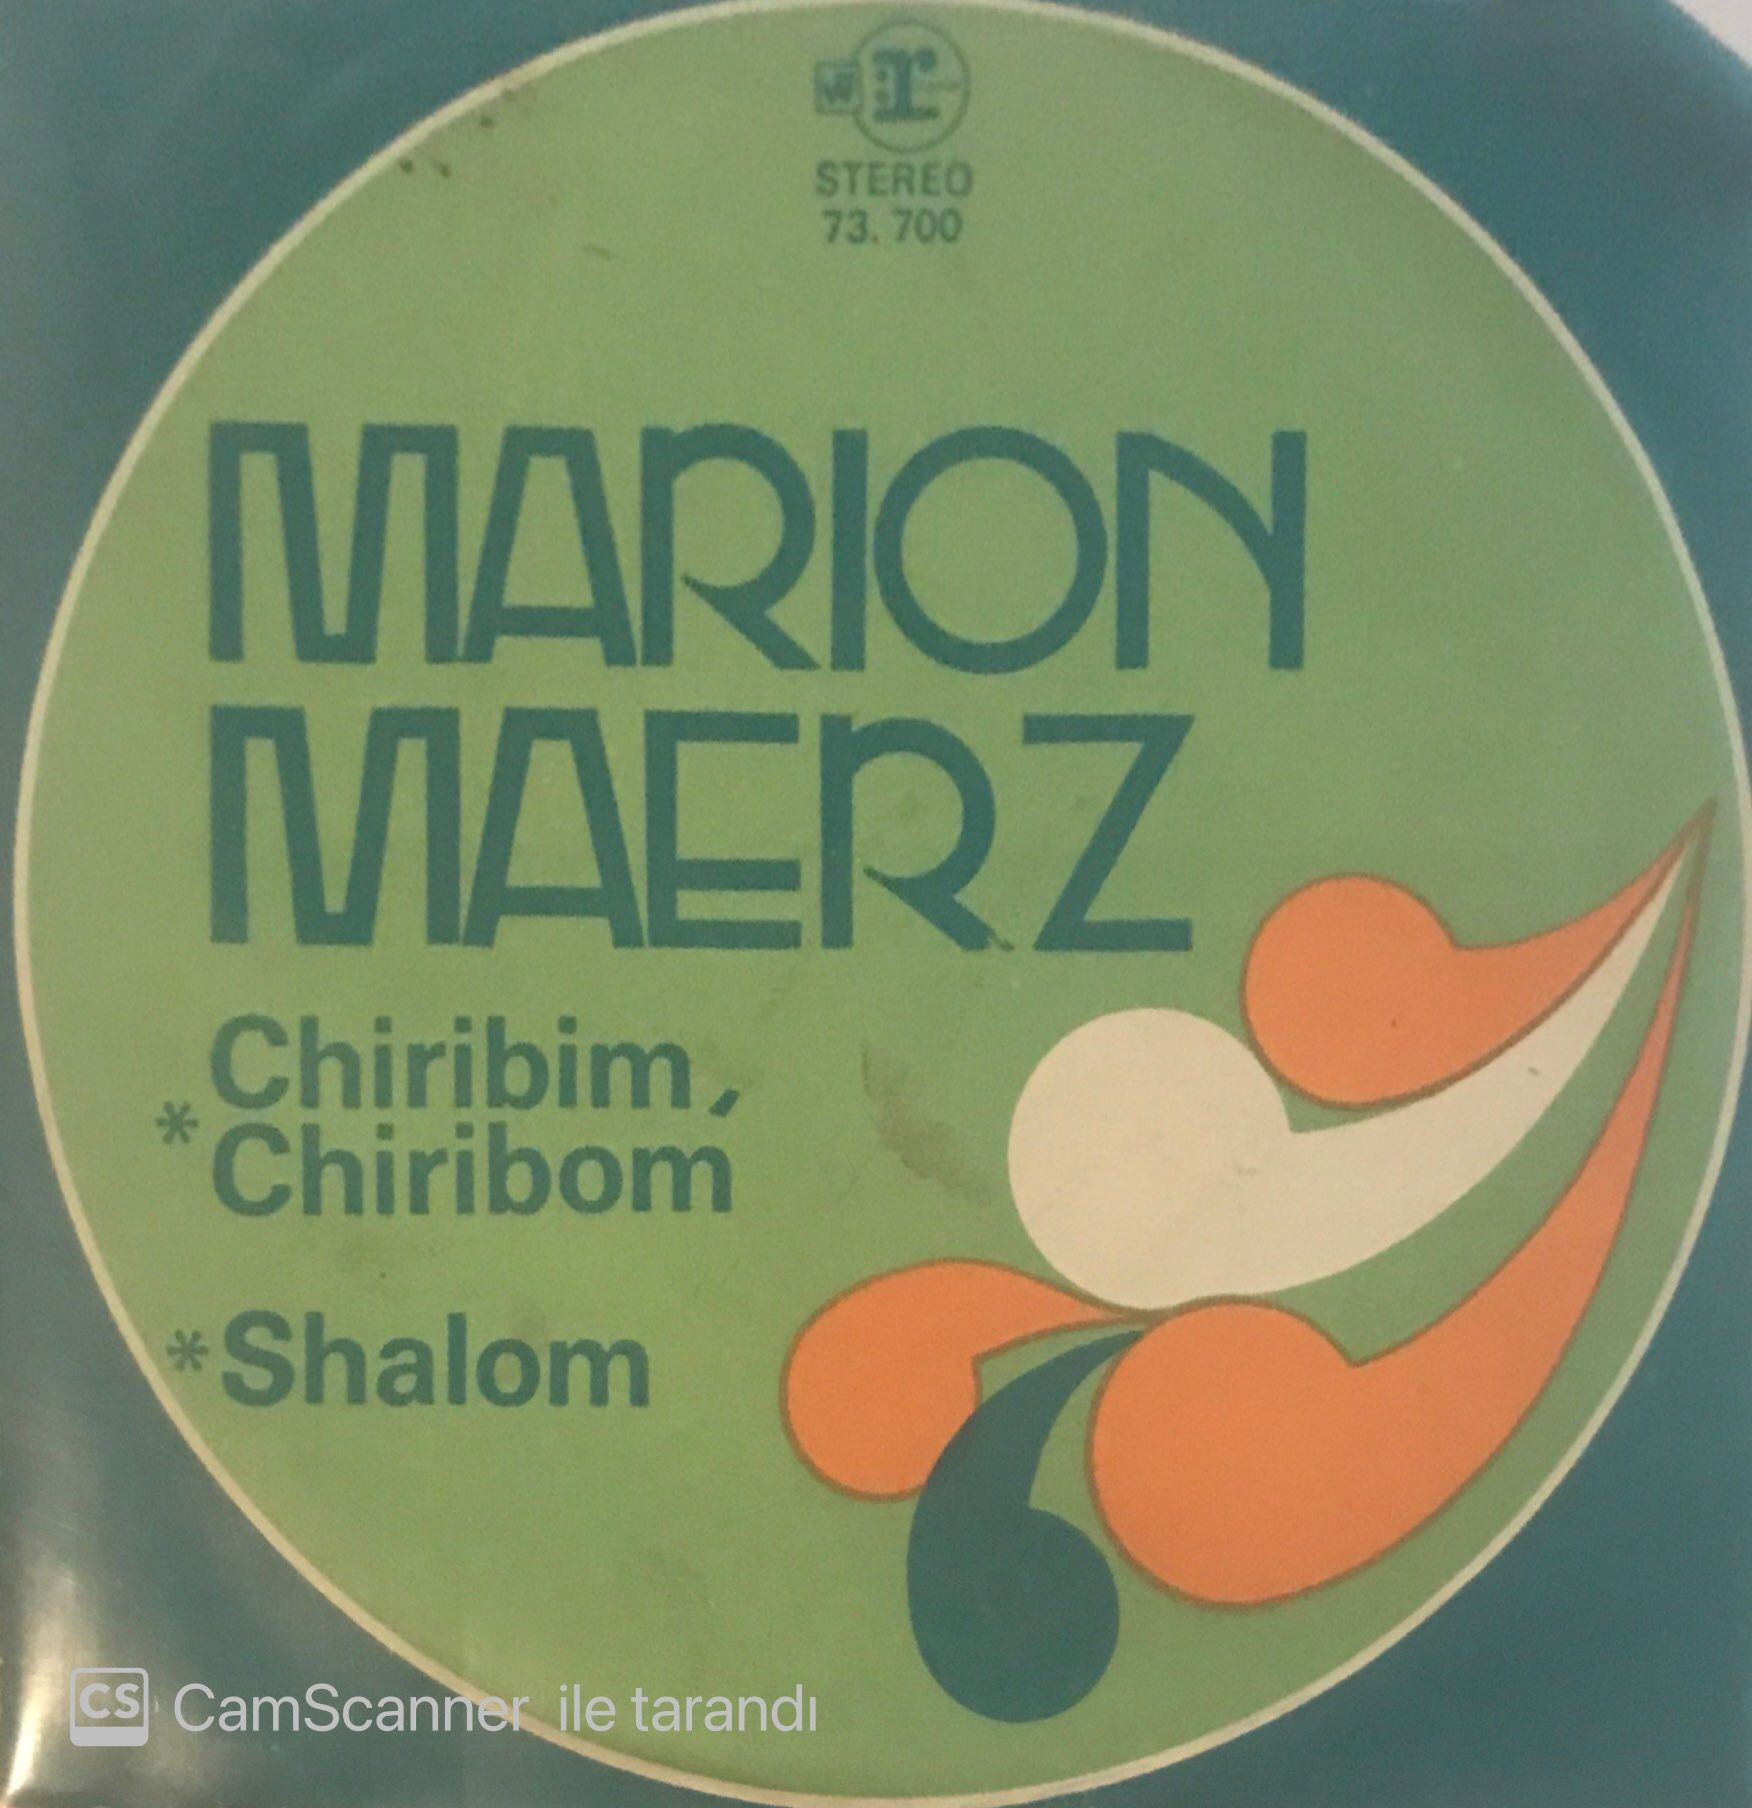 W r
STEREO
73. 700
MARION
MAERZ
Chiribim,
* Chiribom
* Shalom
CS CamScanner ile tarandı